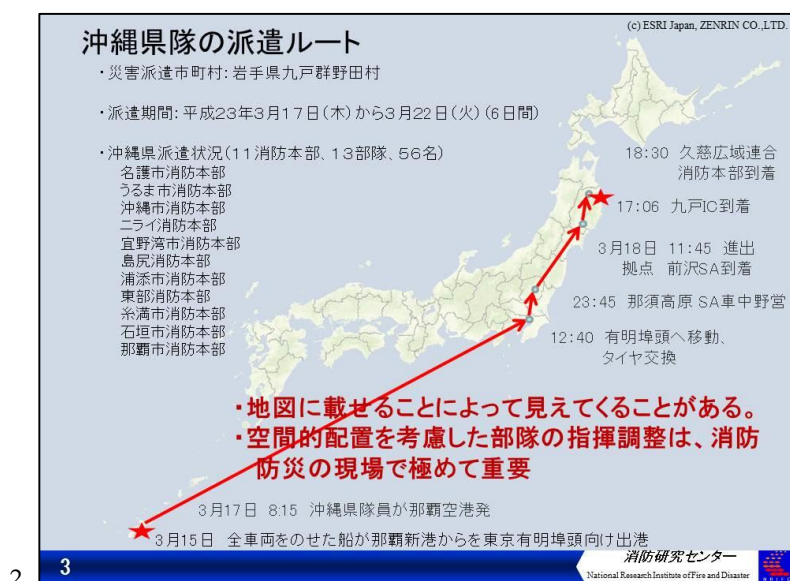 (c) ESRI Japan, ZENRIN CO.,LTD.
沖縄県隊の派遣ルート
・災害派遣市町村：岩手県九戸群野田村
・派遣期間：平成23年3月17日（木）から3月22日（火）（6日間）
・沖縄県派遣状況（11消防本部、13部隊、56名）
名護市消防本部
うるま市消防本部
沖縄市消防本部
ニライ消防本部
宜野湾市消防本部
島尻消防本部
浦添市消防本部
東部消防本部
糸満市消防本部
石垣市消防本部
那覇市消防本部
18:30 久慈広域連合
消防本部到着
17:06 九戸IC到着
3月18日 11:45 進出
拠点 前沢SA到着
23:45 那須高原 SA車中野営
12:40 有明埠頭へ移動、
タイヤ交換
・地図に載せることによって見えてくることがある。
・空間的配置を考慮した部隊の指揮調整は、消防
防災の現場で極めて重要
3月17日 8:15 沖縄県隊員が那覇空港発
3月15日 全車両をのせた船が那覇新港からを東京有明埠頭向け出港
2
3
消防研究センター
National Research Institute of Fire and Disaster